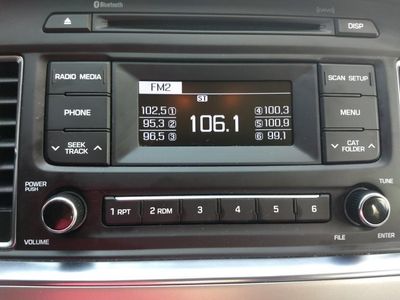 Bluetooth
DISP
RADIO MEDIA
FM2
SCAN SETUP
ST
102,5 ① ④ 100,3
PHONE
95,3 ② 106.1 ⑤ 100,9
MENU
96,5 ③ ⑥ 99,1
SEEK TRACK
CAT FOLDER
POWER PUSH
TUNE
1 RPT 2 RDM 3 4 5 6
VOLUME
FILE ENTER